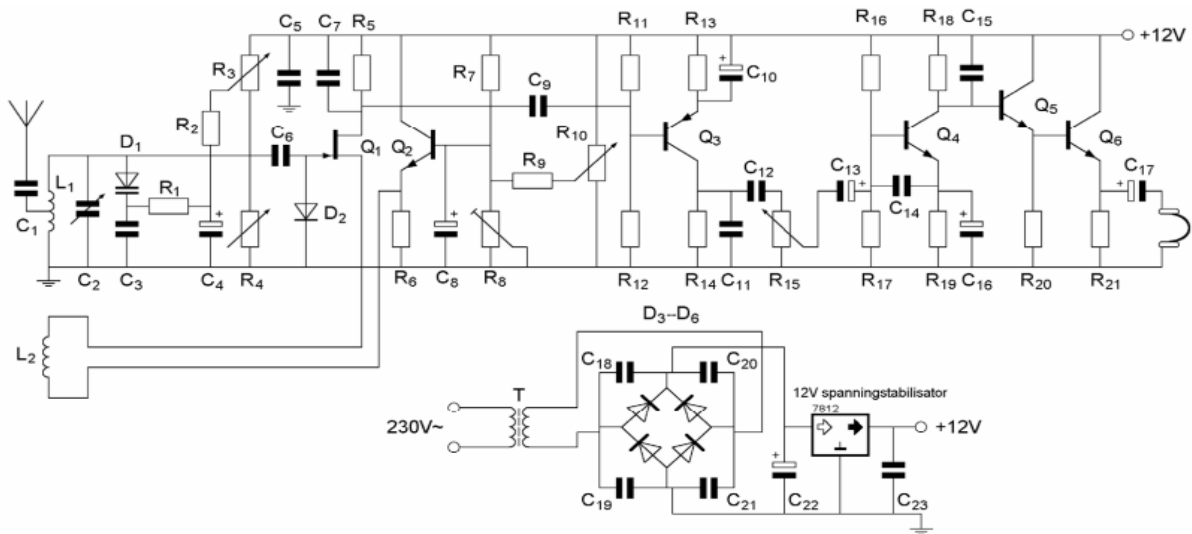 C5 C7 R5 R11 R13 R16 R18 C15
+12V
R3 R7 C9 C10
R2 C6 R10 Q5
D1 Q1 Q2 Q3 Q4 Q6
L1 R1 R9 C12 C13 C17
C1 D2 C14
C2 C3 C4 R4 R6 C8 R8 R12 R14 C11 R15 R17 R19 C16 R20 R21
D3--D6
L2 C18 C20
T 12V spanningstabilisator
7812
230V~ +12V
C19 C21 C22 C23